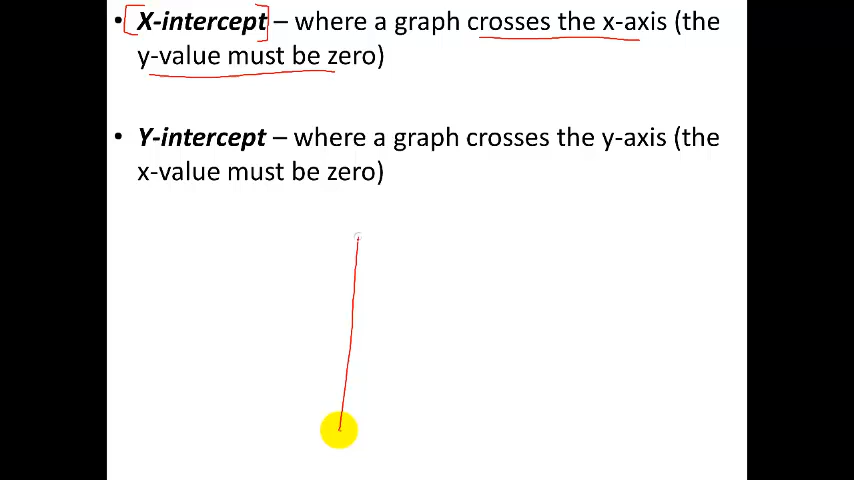 • X-intercept – where a graph crosses the x-axis (the
y-value must be zero)
• Y-intercept – where a graph crosses the y-axis (the
x-value must be zero)